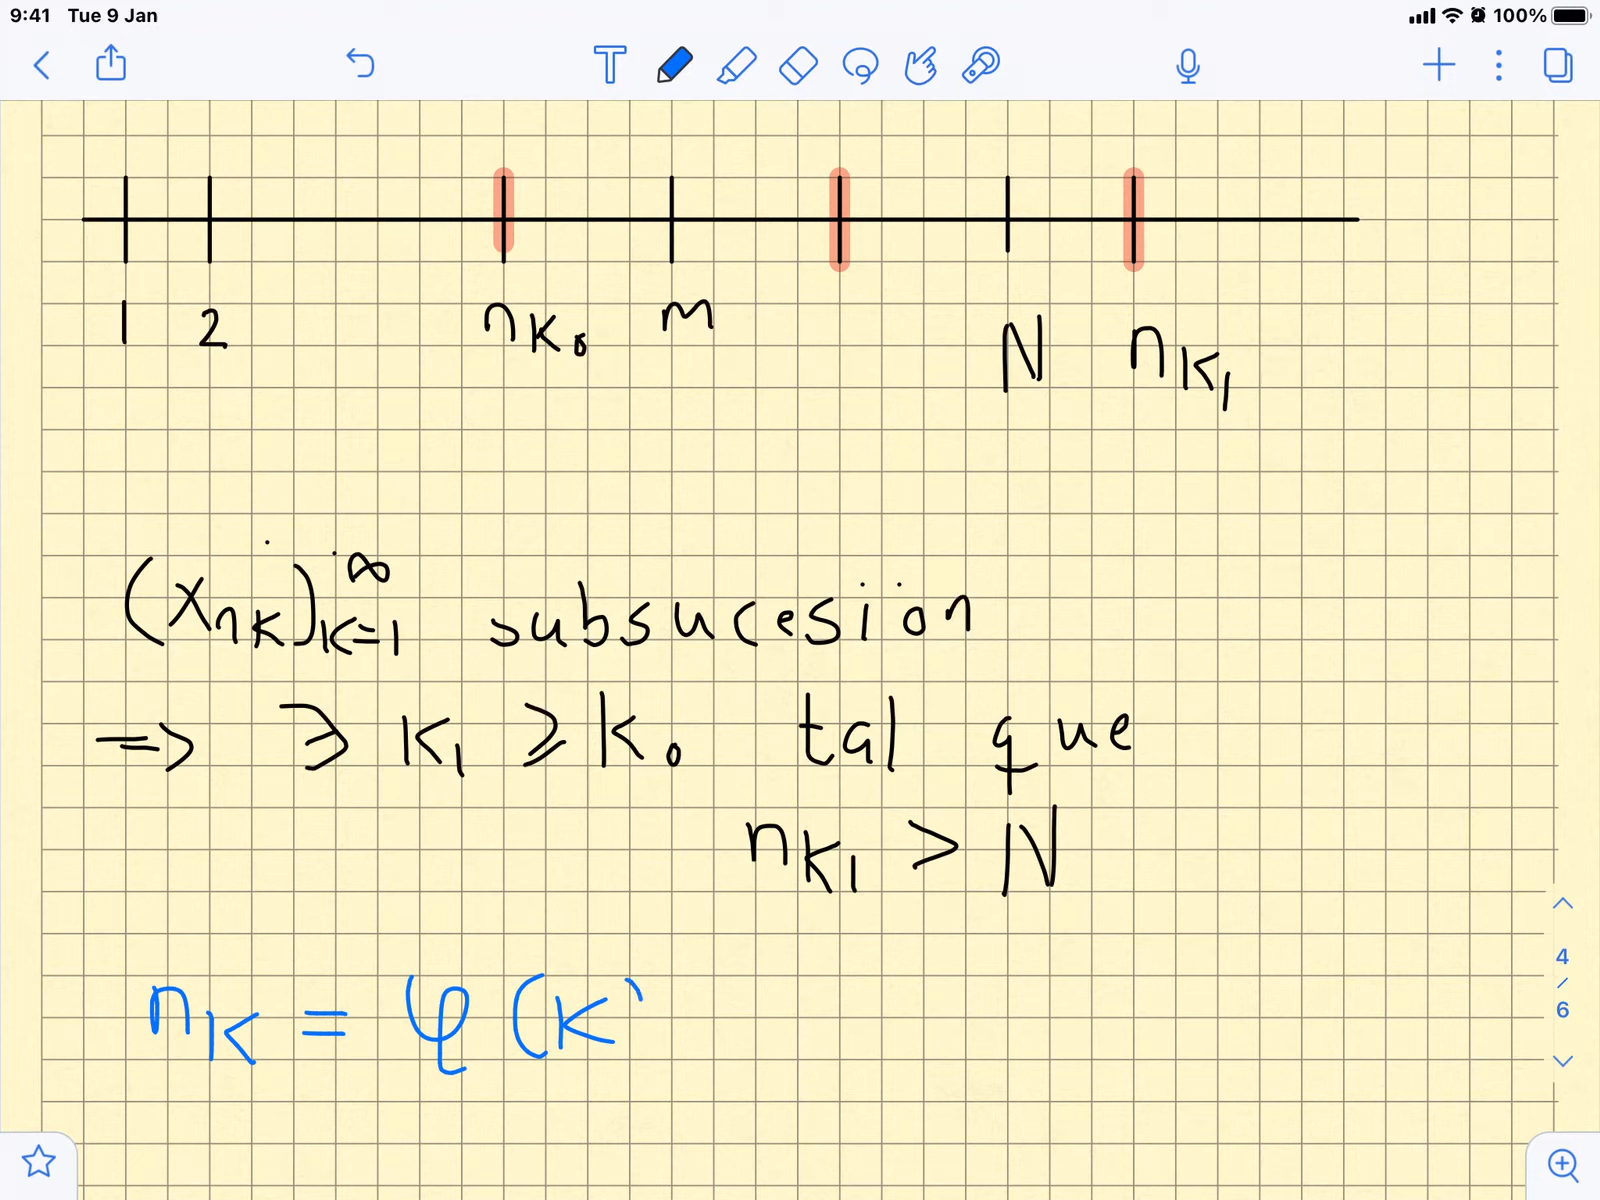 9:41 Tue 9 Jan 100%
T
1 2 n_{k_0} m N n_{k_1}
(x_{n_k})_{k=1}^∞ subsucesion
=> ∃ k_1 ⩾ k_0 tal que
n_{k_1} > N
n_k = φ(k)
4
/
6